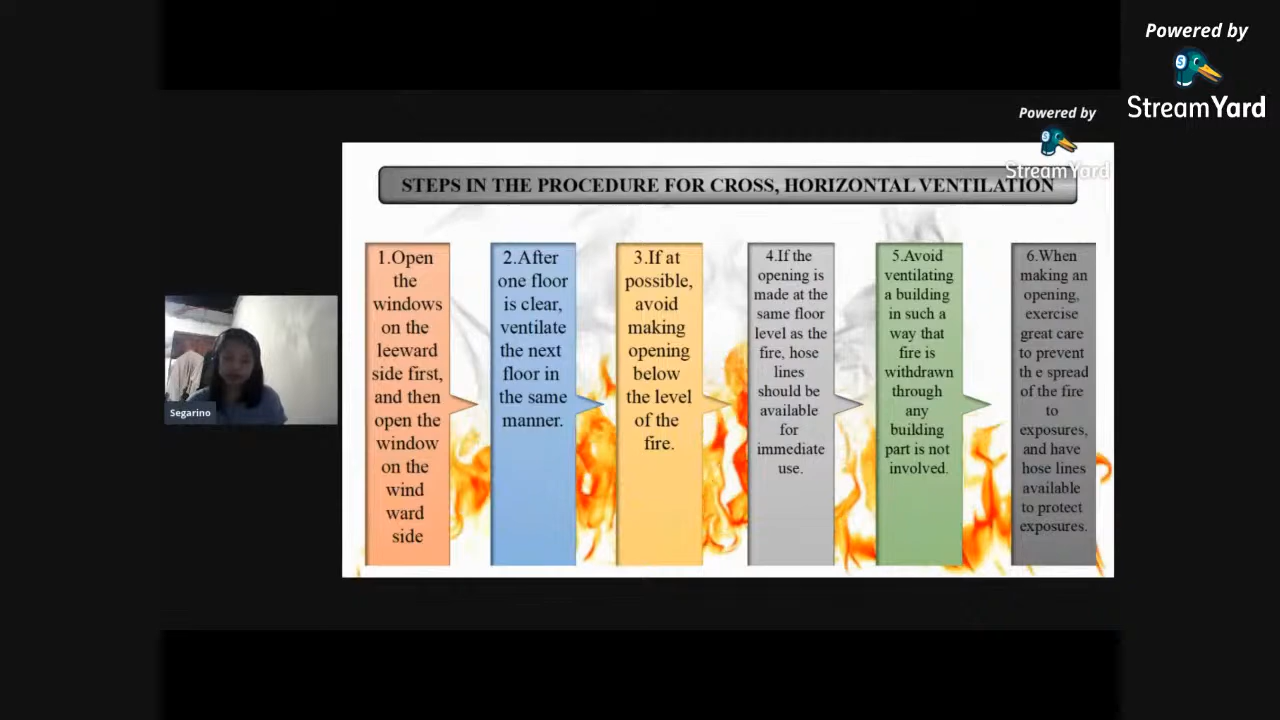 Powered by
StreamYard
Powered by
StreamYard
STEPS IN THE PROCEDURE FOR CROSS, HORIZONTAL VENTILATION
1.Open
the
windows
on the
leeward
side first,
and then
open the
window
on the
wind
ward
side
2.After
one floor
is clear,
ventilate
the next
floor in
the same
manner.
3.If at
possible,
avoid
making
opening
below
the level
of the
fire.
4.If the
opening is
made at the
same floor
level as the
fire, hose
lines
should be
available
for
immediate
use.
5.Avoid
ventilating
a building
in such a
way that
fire is
withdrawn
through
any
building
part is not
involved.
6.When
making an
opening,
exercise
great care
to prevent
th e spread
of the fire
to
exposures,
and have
hose lines
available
to protect
exposures.
Segarino